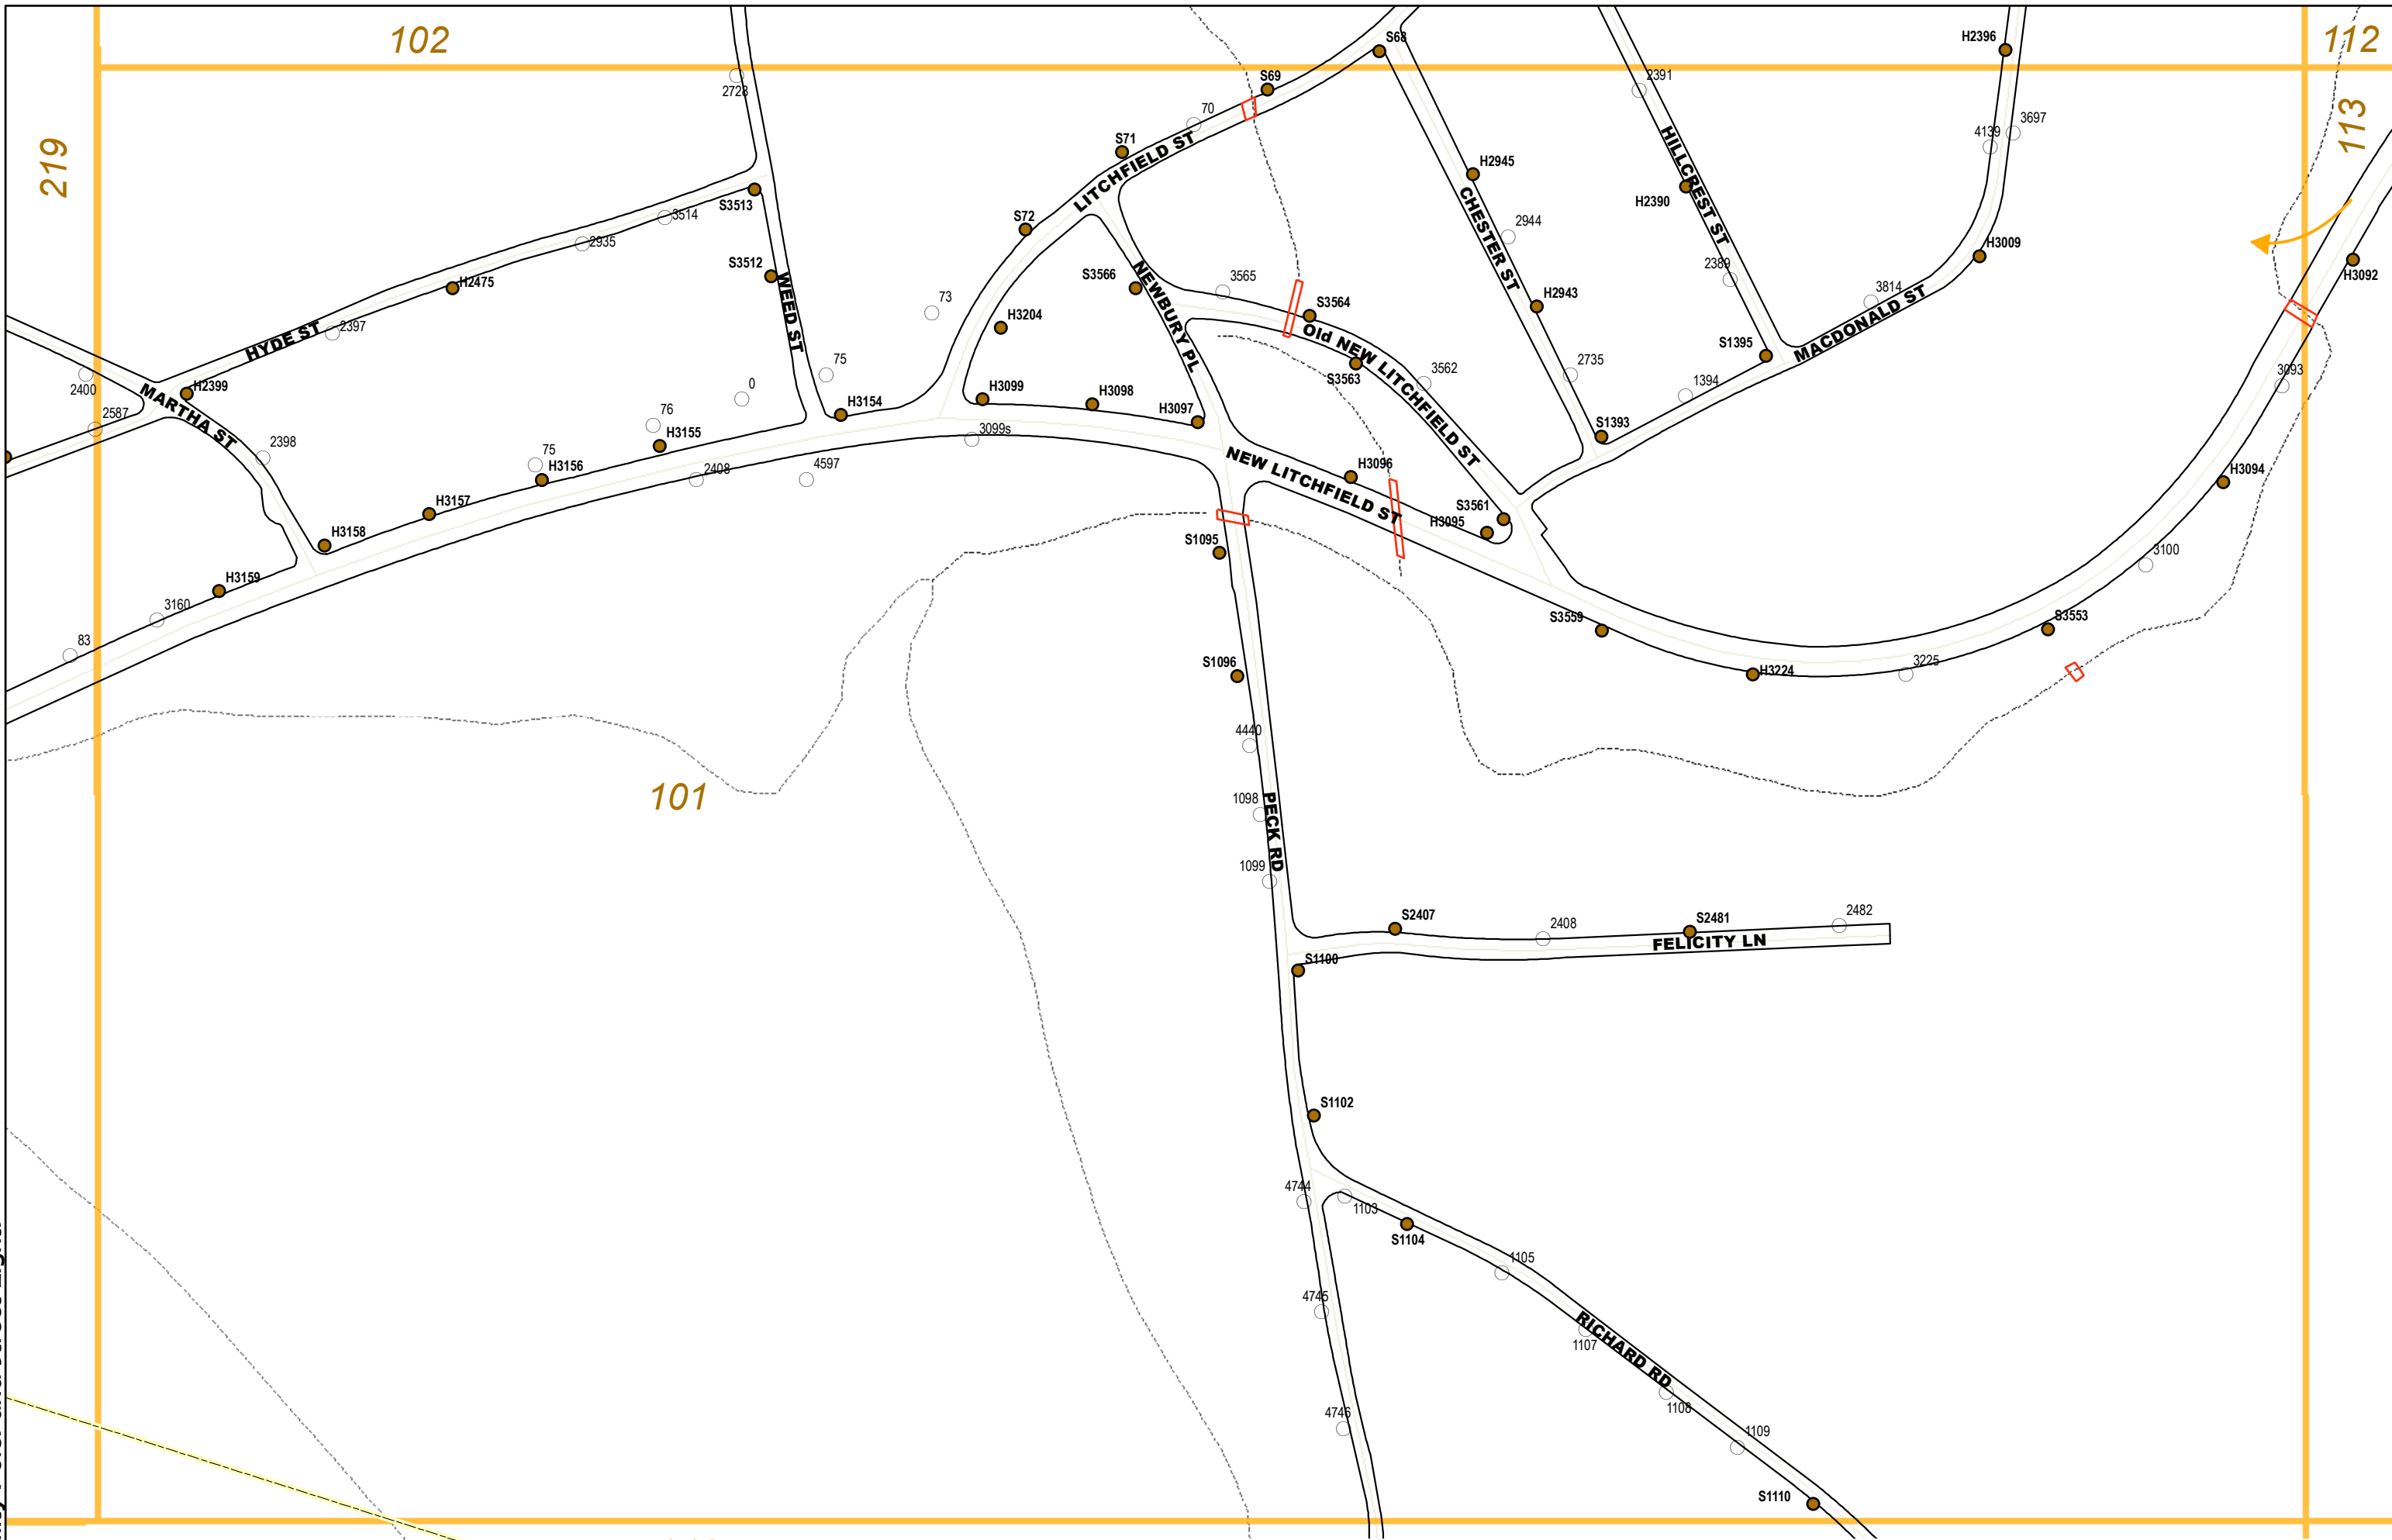 102
112
H2396
S68
S69
2728
2391
70
113
219
3697
4139
S71
LITCHFIELD ST
HILLCREST ST
H2945
H2390
CHESTER ST
S3513
3514
S72
2944
2935
H3009
H3092
S3512
WEED ST
H2475
S3566
NEWBURY PL
3565
2389
3814
73
H3204
S3564
H2943
HYDE ST
2397
Old NEW LITCHFIELD ST
MACDONALD ST
S1395
75
S3563
3562
2735
3093
2400
MARTHA ST
H2399
0
H3099
H3098
H3097
1394
2587
76
H3154
S1393
2398
H3155
3099s
75
H3156
2408
4597
NEW LITCHFIELD ST
H3096
H3094
H3157
S3561
H3095
H3158
S1095
3100
H3159
3160
S3559
S3553
83
S1096
H3224
3225
4440
101
1098
PECK RD
1099
S2407
2408
S2481
2482
FELICITY LN
S1100
S1102
4744
1103
S1104
1105
4745
RICHARD RD
1107
1108
4746
1109
S1110